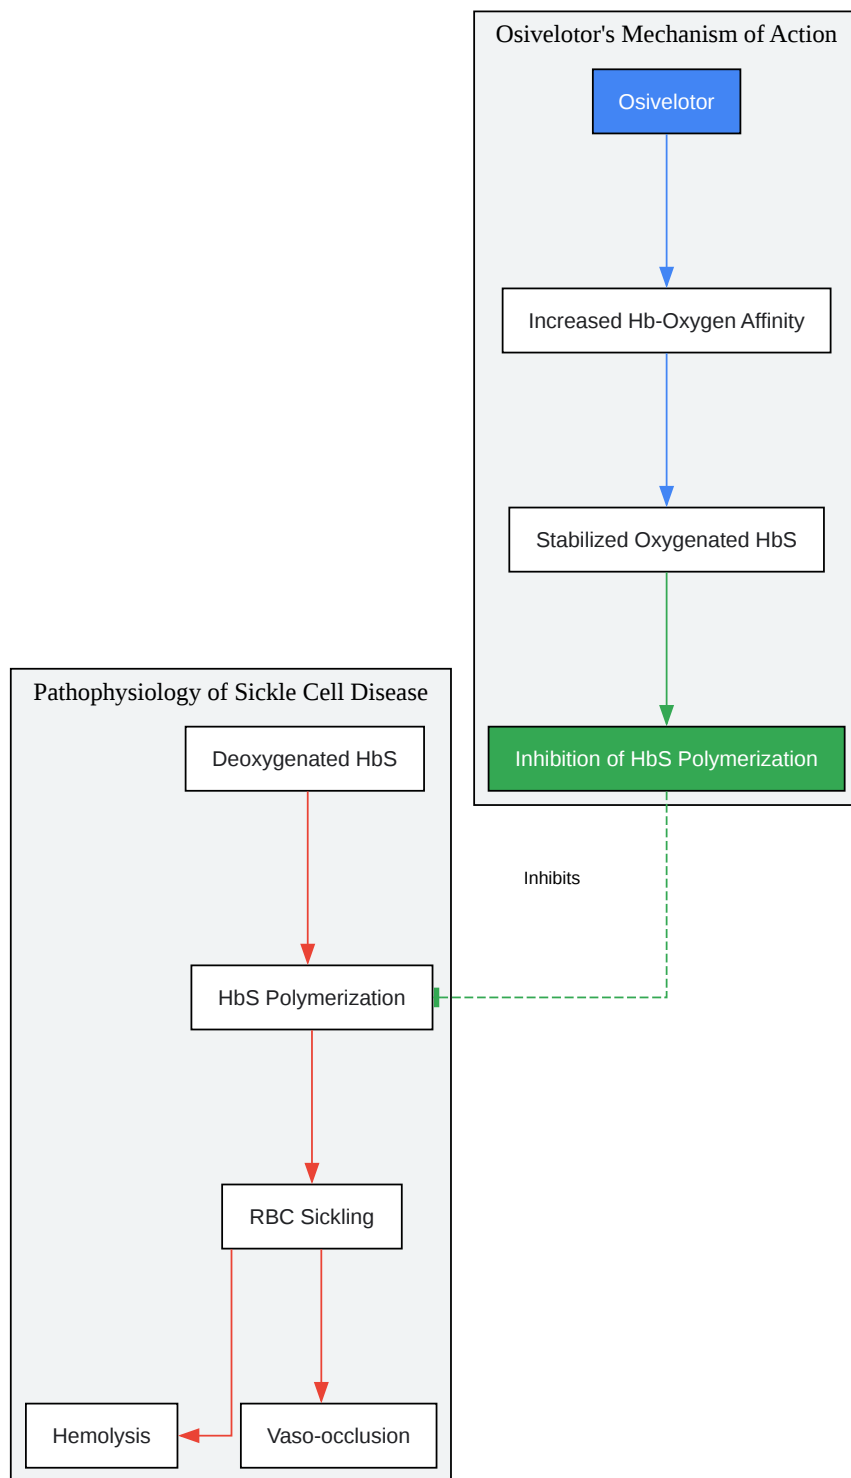 Osivelotor's Mechanism of Action
Osivelotor
Increased Hb-Oxygen Affinity
Stabilized Oxygenated HbS
Inhibition of HbS Polymerization
Inhibits
Pathophysiology of Sickle Cell Disease
Deoxygenated HbS
HbS Polymerization
RBC Sickling
Hemolysis
Vaso-occlusion